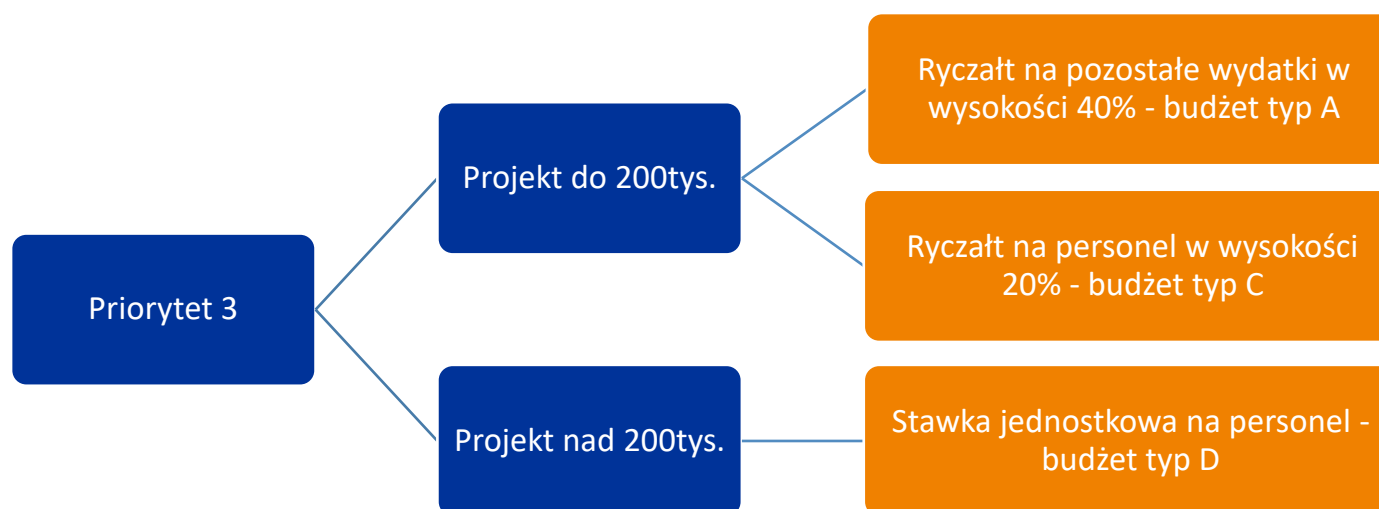 Priorytet 3
Projekt do 200tys.
Ryczałt na pozostałe wydatki w
wysokości 40% - budżet typ A
Ryczałt na personel w wysokości
20% - budżet typ C
Projekt nad 200tys.
Stawka jednostkowa na personel -
budżet typ D